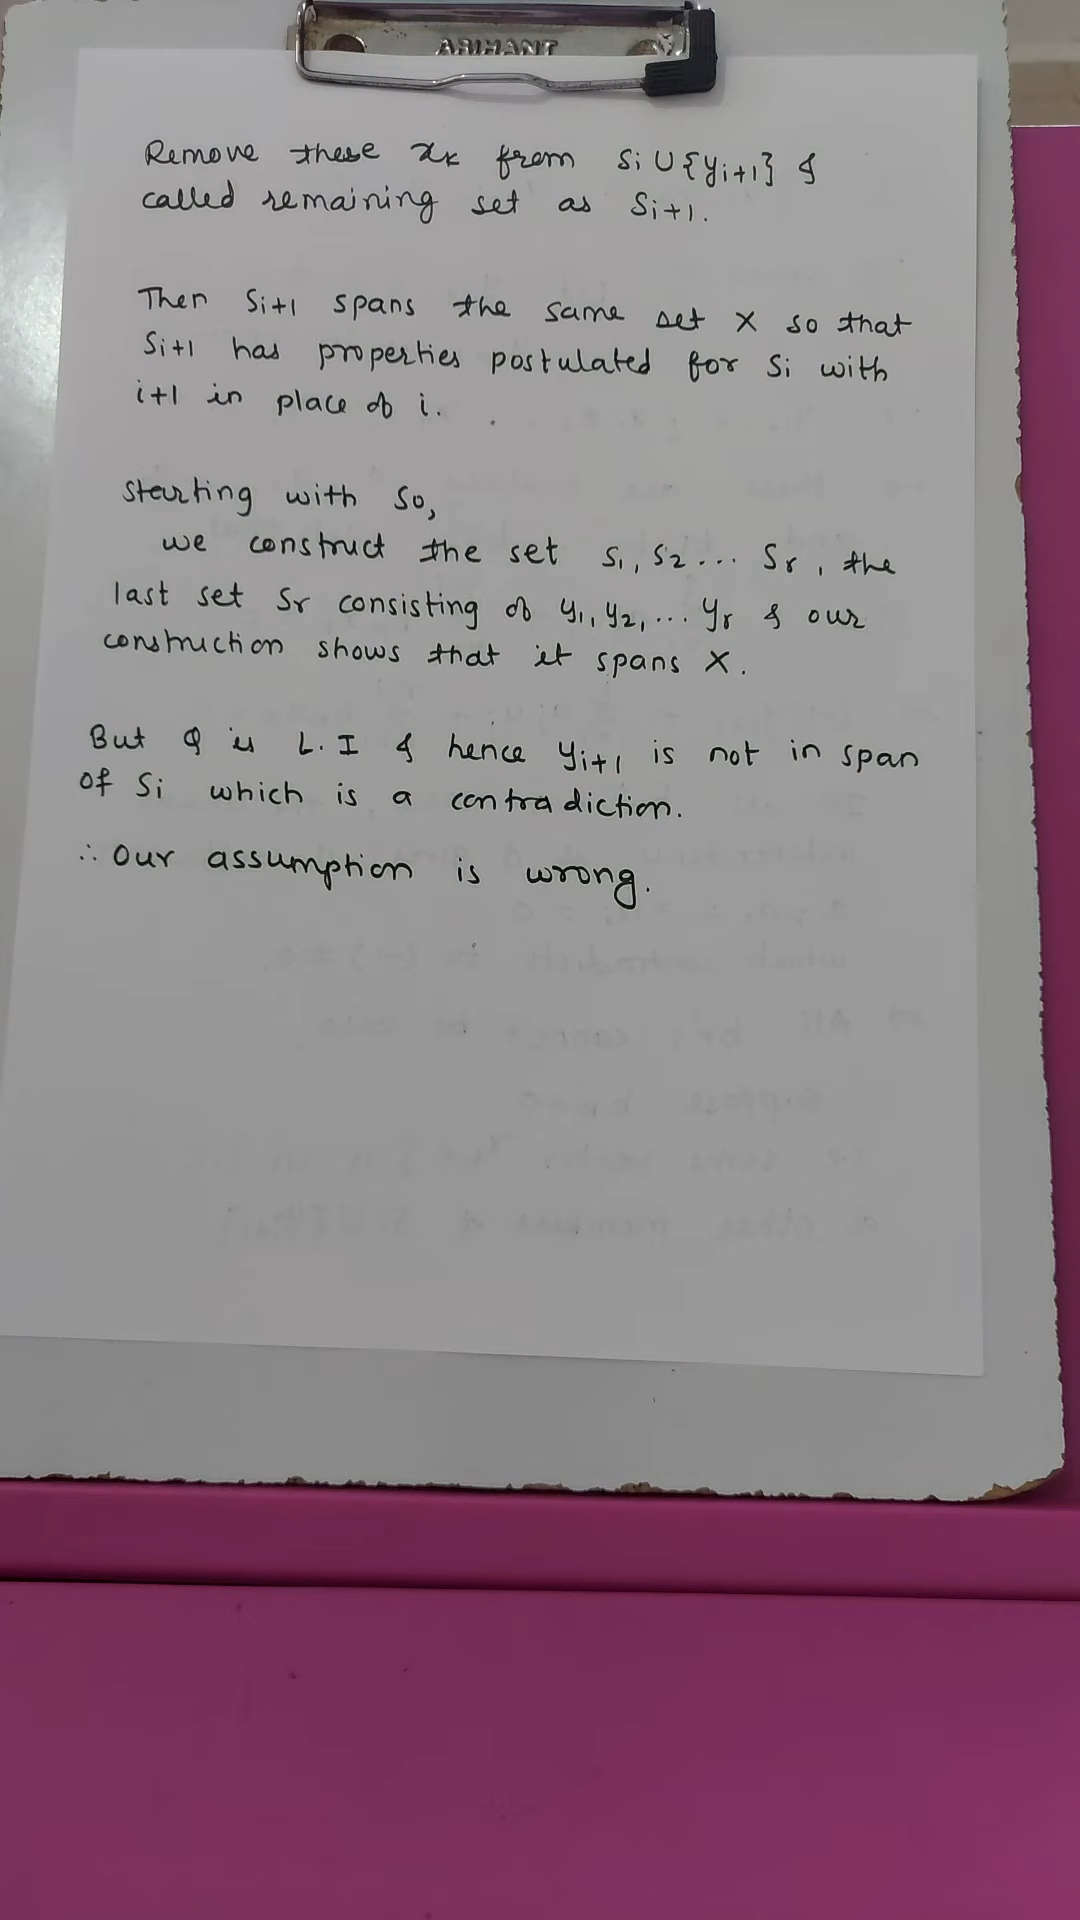 ARIHANT
Remove these xk from Si ∪ {yi+1} &
called remaining set as Si+1.
Then Si+1 spans the same set X so that
Si+1 has properties postulated for Si with
i+1 in place of i.
starting with So,
we construct the set S1, S2 ... Sr, the
last set Sr consisting of y1, y2, ... yr & our
construction shows that it spans X.
But Q is L.I & hence yi+1 is not in span
of Si which is a contradiction.
∴ Our assumption is wrong.